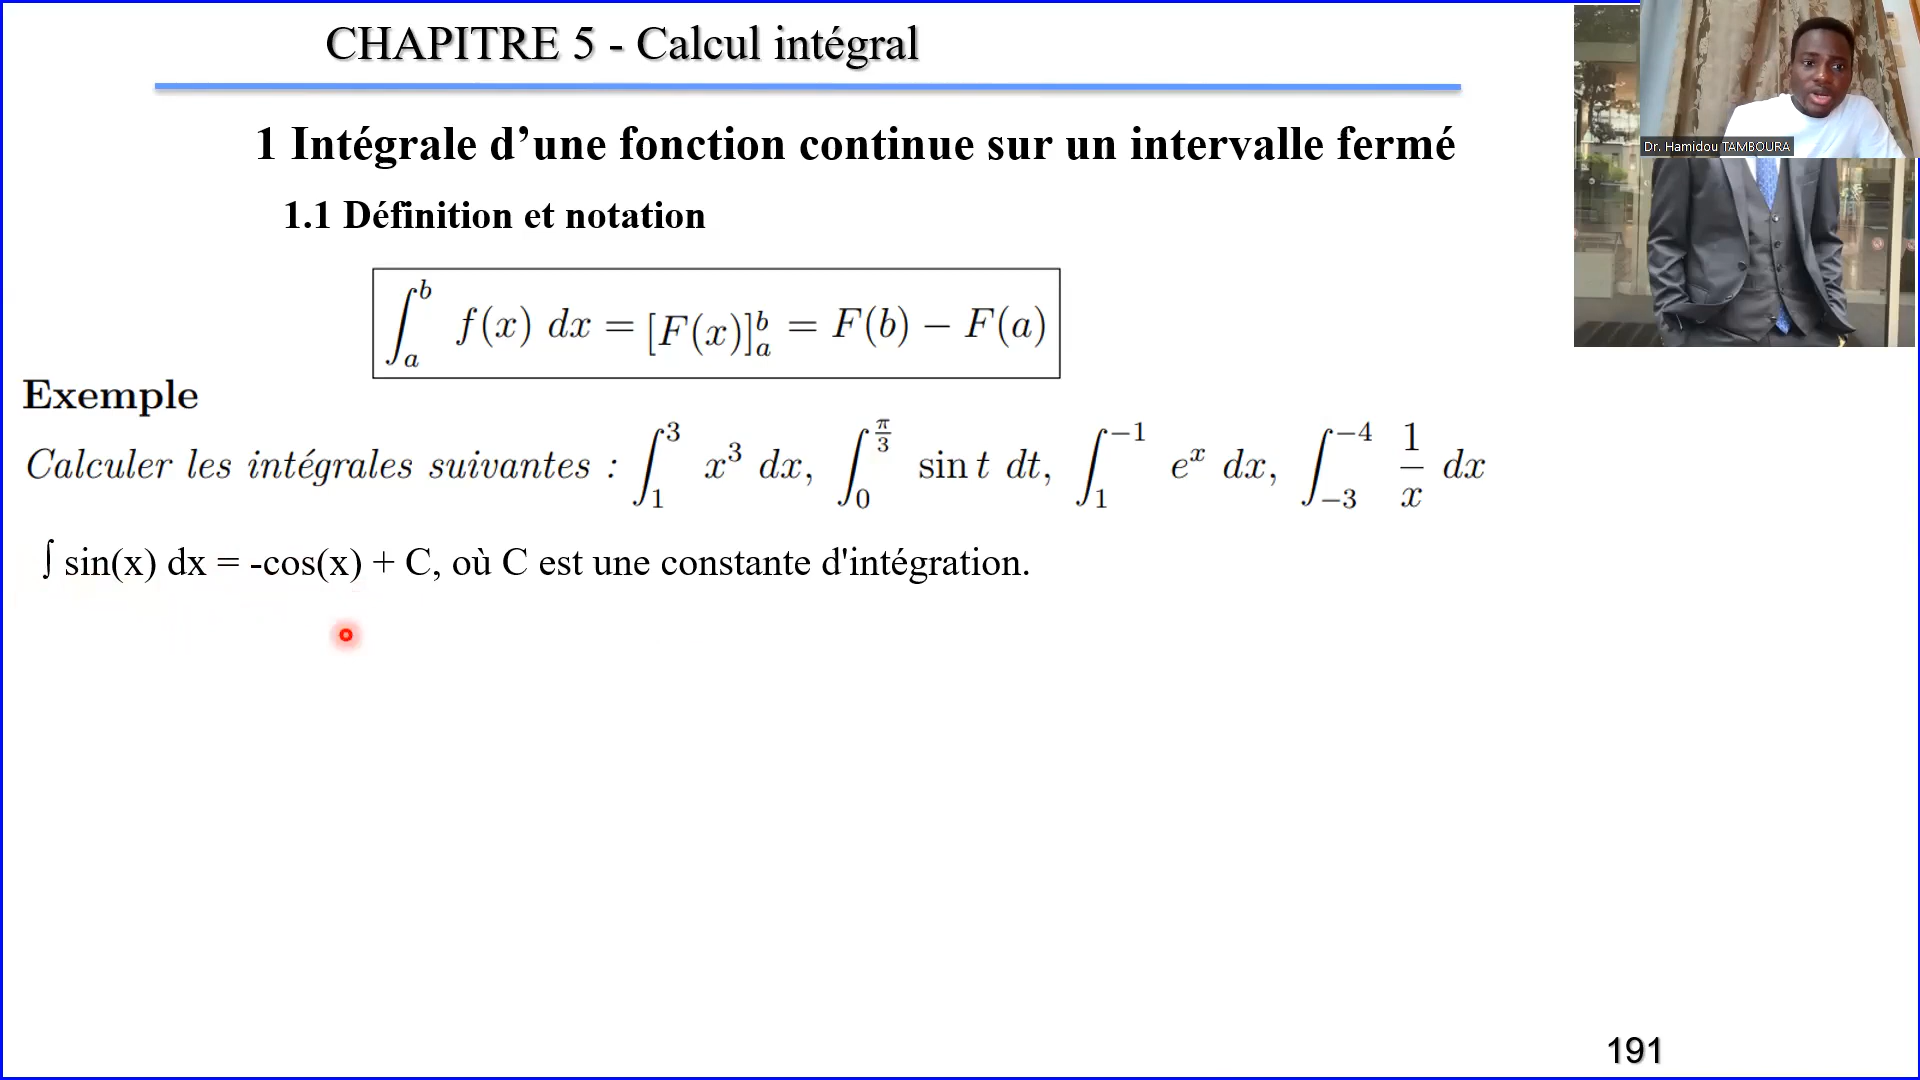 CHAPITRE 5 - Calcul intégral
Dr. Hamidou TAMBOURA
1 Intégrale d’une fonction continue sur un intervalle fermé
1.1 Définition et notation
∫_a^b f(x) dx = [F(x)]_a^b = F(b) − F(a)
Exemple
Calculer les intégrales suivantes : ∫_1^3 x³ dx, ∫_0^{π/3} sin t dt, ∫_1^{−1} eˣ dx, ∫_{−3}^{−4} 1/x dx
∫ sin(x) dx = -cos(x) + C, où C est une constante d'intégration.
191